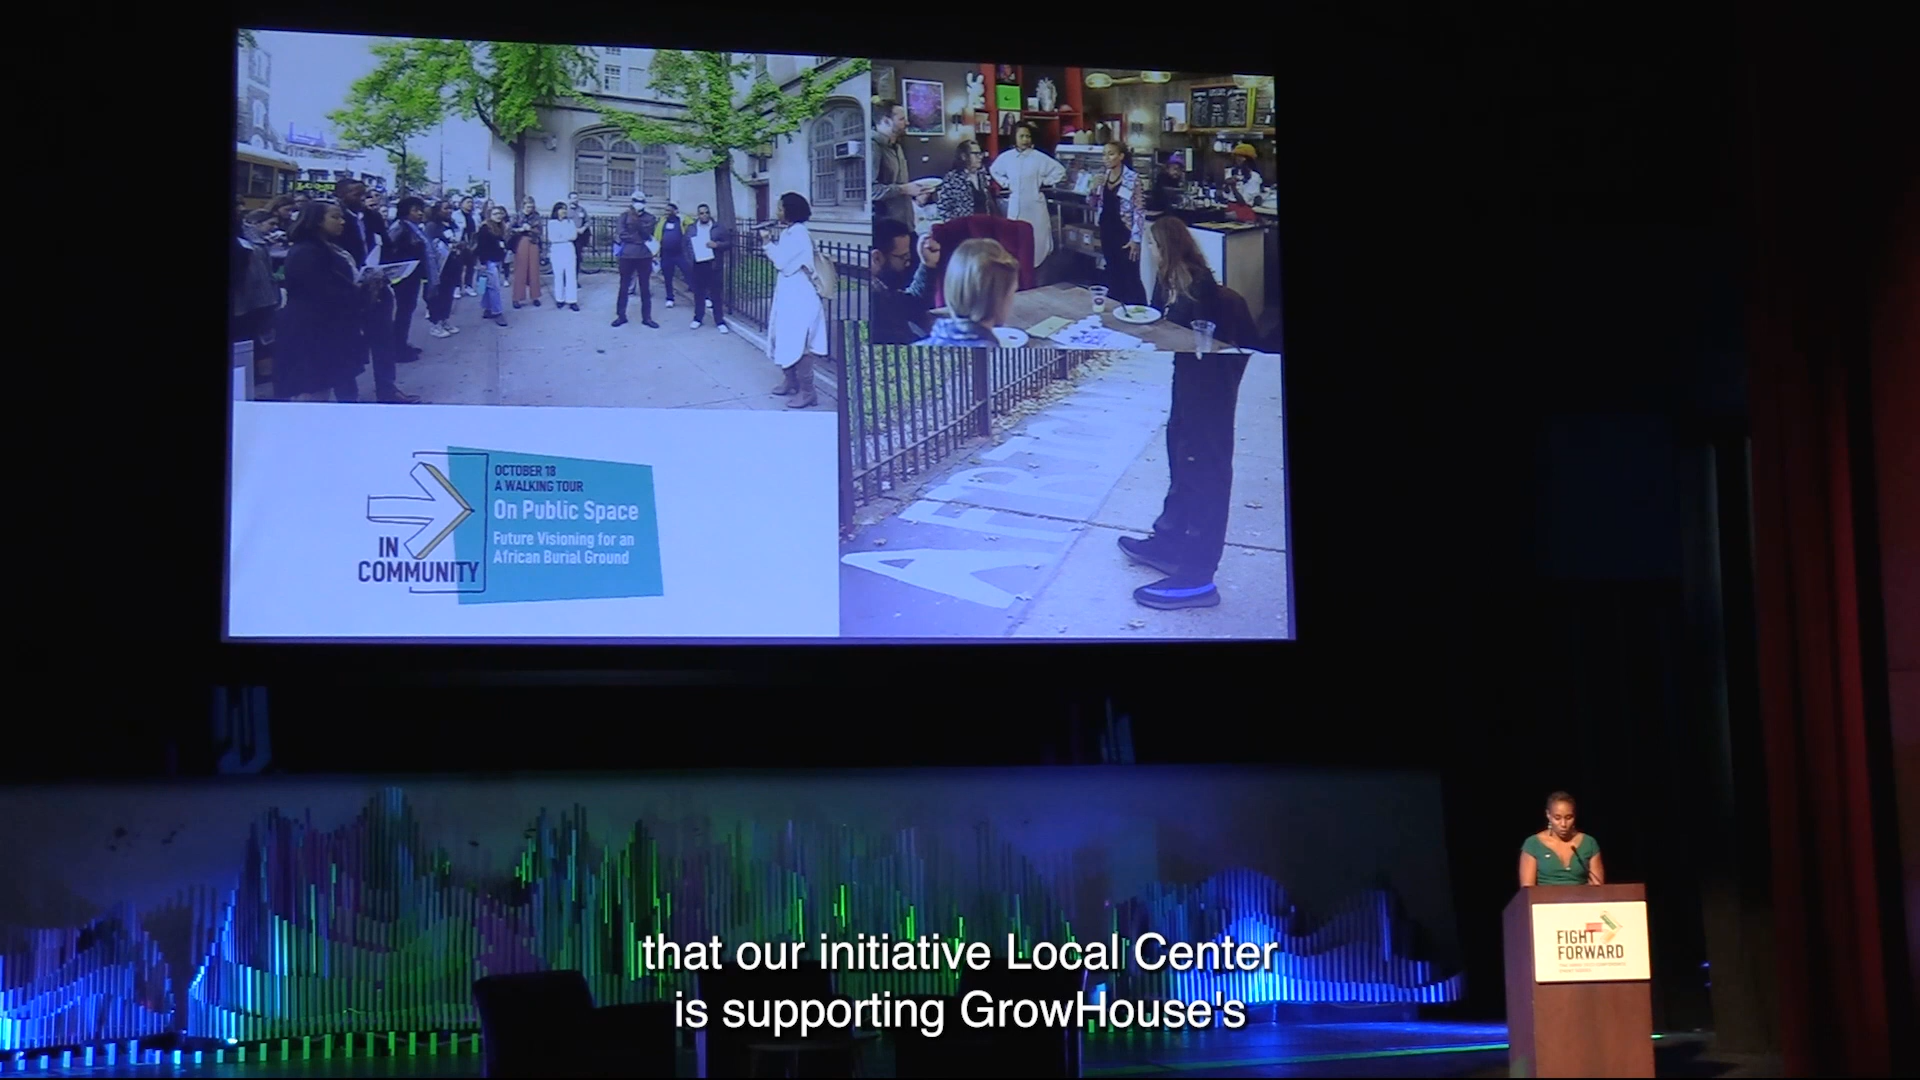 OCTOBER 18
A WALKING TOUR
On Public Space
Future Visioning for an
African Burial Ground
IN
COMMUNITY
FIGHT
FORWARD
that our initiative Local Center
is supporting GrowHouse's